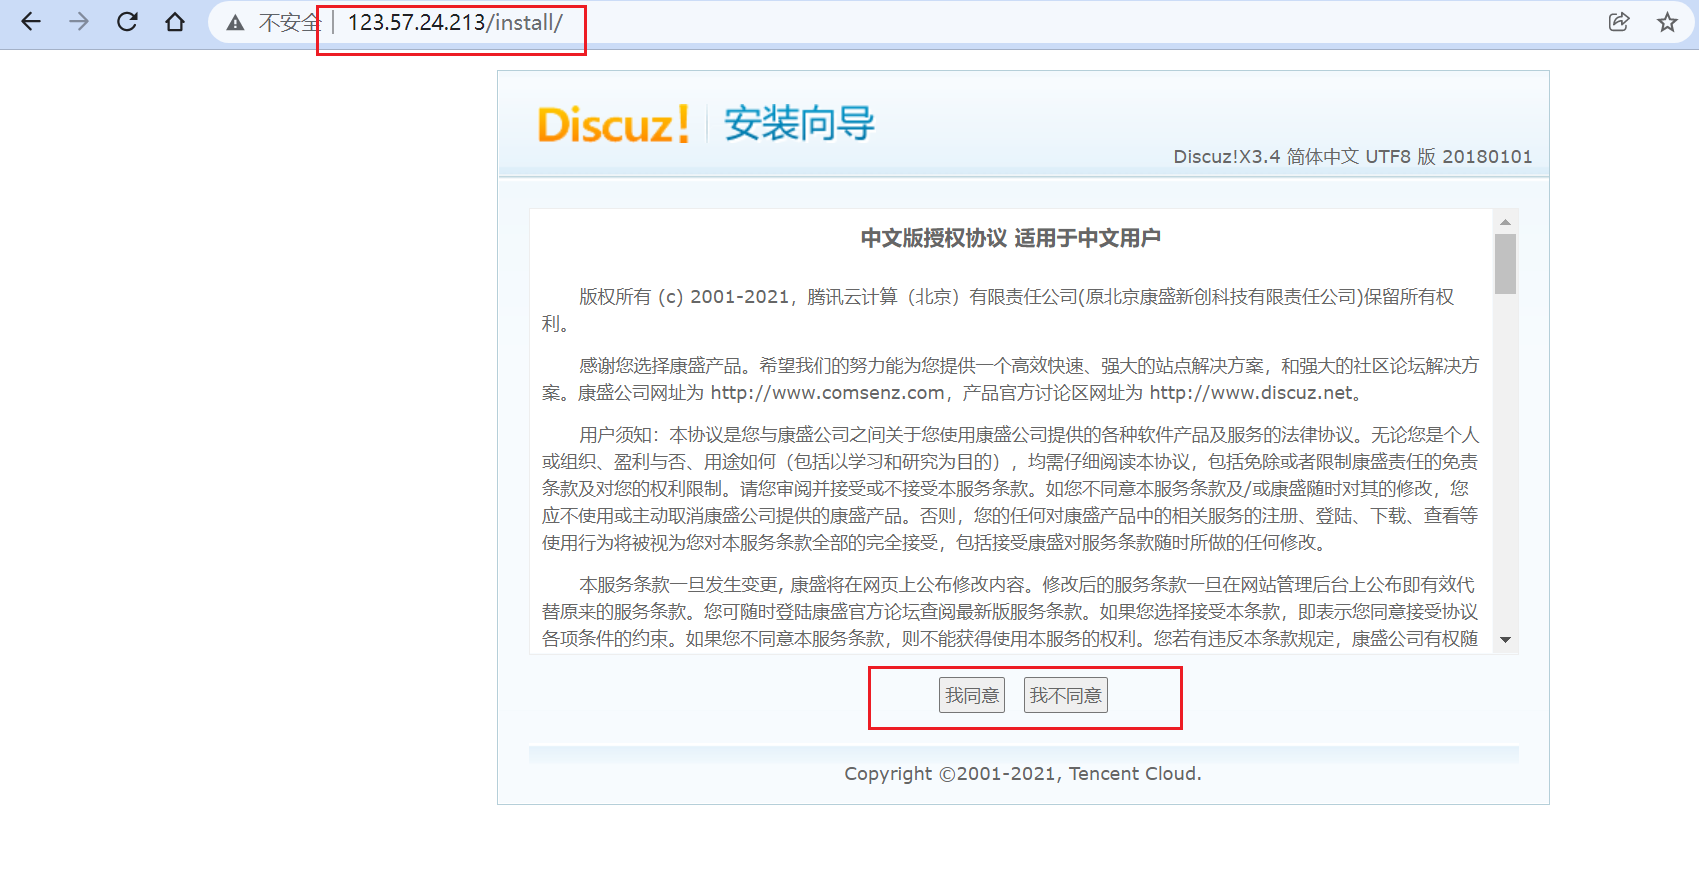 不安全 123.57.24.213/install/
Discuz! 安装向导
Discuz!X3.4 简体中文 UTF8 版 20180101
中文版授权协议 适用于中文用户
版权所有 (c) 2001-2021，腾讯云计算（北京）有限责任公司(原北京康盛新创科技有限责任公司)保留所有权
利。
感谢您选择康盛产品。希望我们的努力能为您提供一个高效快速、强大的站点解决方案，和强大的社区论坛解决方
案。康盛公司网址为 http://www.comsenz.com，产品官方讨论区网址为 http://www.discuz.net。
用户须知：本协议是您与康盛公司之间关于您使用康盛公司提供的各种软件产品及服务的法律协议。无论您是个人
或组织、盈利与否、用途如何（包括以学习和研究为目的），均需仔细阅读本协议，包括免除或者限制康盛责任的免责
条款及对您的权利限制。请您审阅并接受或不接受本服务条款。如您不同意本服务条款及/或康盛随时对其的修改，您
应不使用或主动取消康盛公司提供的康盛产品。否则，您的任何对康盛产品中的相关服务的注册、登陆、下载、查看等
使用行为将被视为您对本服务条款全部的完全接受，包括接受康盛对服务条款随时所做的任何修改。
本服务条款一旦发生变更, 康盛将在网页上公布修改内容。修改后的服务条款一旦在网站管理后台上公布即有效代
替原来的服务条款。您可随时登陆康盛官方论坛查阅最新版服务条款。如果您选择接受本条款，即表示您同意接受协议
各项条件的约束。如果您不同意本服务条款，则不能获得使用本服务的权利。您若有违反本条款规定，康盛公司有权随
我同意 我不同意
Copyright ©2001-2021, Tencent Cloud.